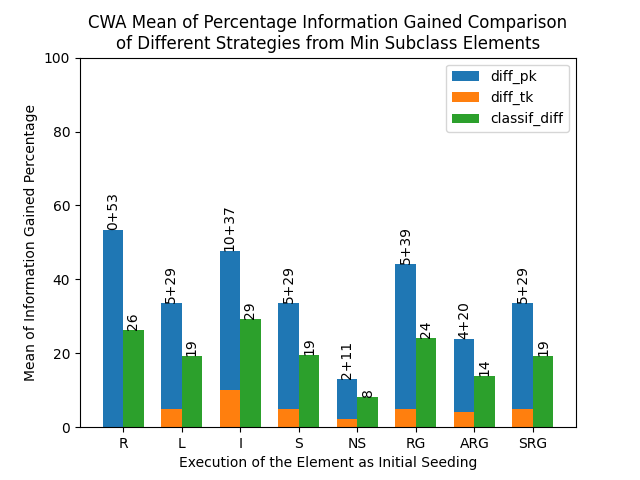 CWA Mean of Percentage Information Gained Comparison
of Different Strategies from Min Subclass Elements
100
80
60
40
20
0
Mean of Information Gained Percentage
diff_pk
diff_tk
classif_diff
0+53
26
5+29
19
10+37
29
5+29
19
2+11
8
5+39
24
4+20
14
5+29
19
R L I S NS RG ARG SRG
Execution of the Element as Initial Seeding